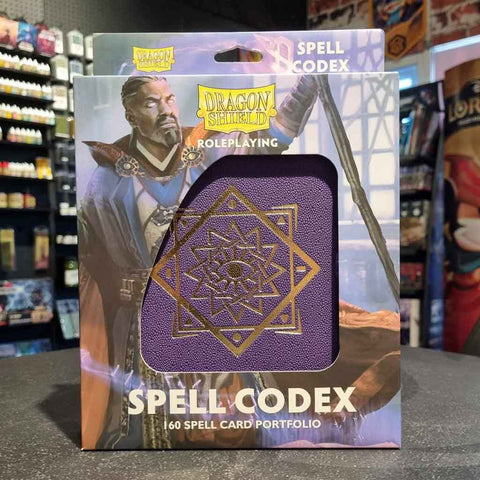 DRAGON
SHIELD
SPELL
CODEX
DRAGON
SHIELD
ROLEPLAYING
SPELL CODEX
160 SPELL CARD PORTFOLIO